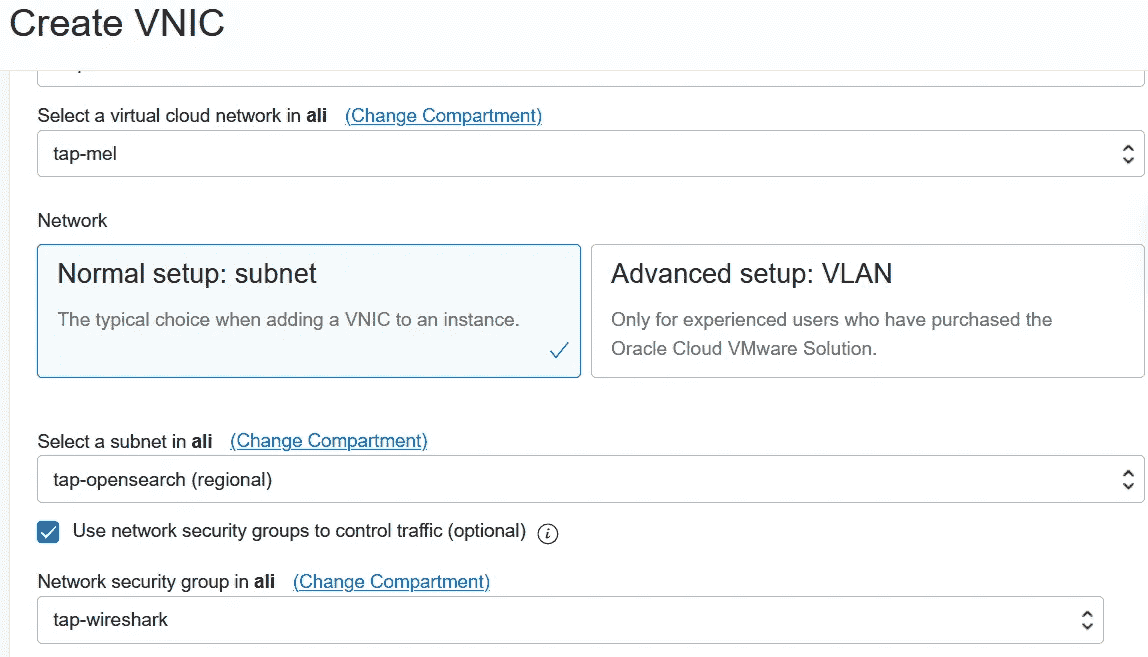 Create VNIC
Select a virtual cloud network in ali (Change Compartment)
tap-mel
Network
Normal setup: subnet
The typical choice when adding a VNIC to an instance.
Advanced setup: VLAN
Only for experienced users who have purchased the
Oracle Cloud VMware Solution.
Select a subnet in ali (Change Compartment)
tap-opensearch (regional)
Use network security groups to control traffic (optional)
Network security group in ali (Change Compartment)
tap-wireshark